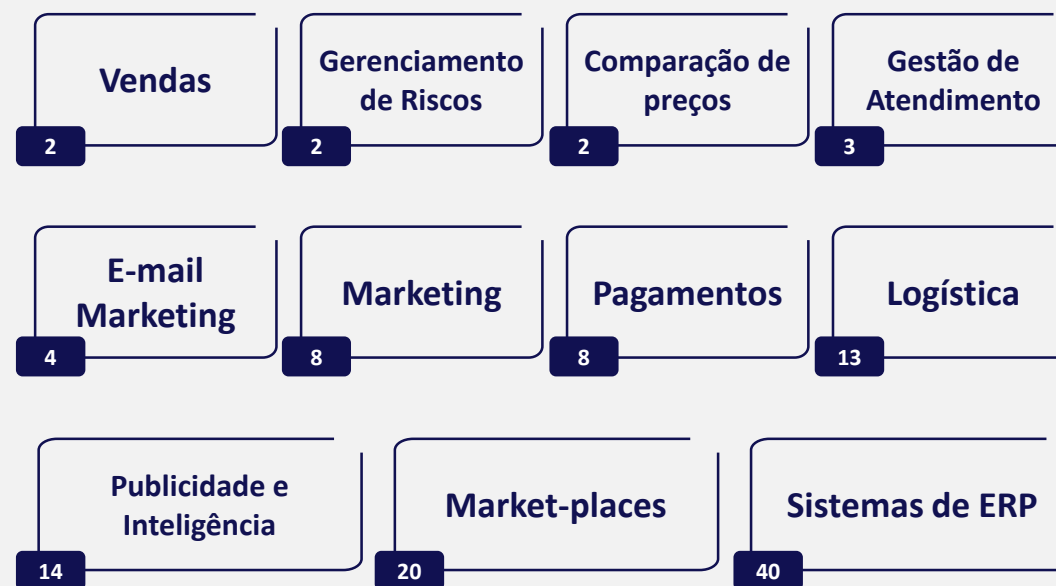 Vendas
2
Gerenciamento
de Riscos
2
Comparação de
preços
2
Gestão de
Atendimento
3
E-mail
Marketing
4
Marketing
8
Pagamentos
8
Logística
13
Publicidade e
Inteligência
14
Market-places
20
Sistemas de ERP
40